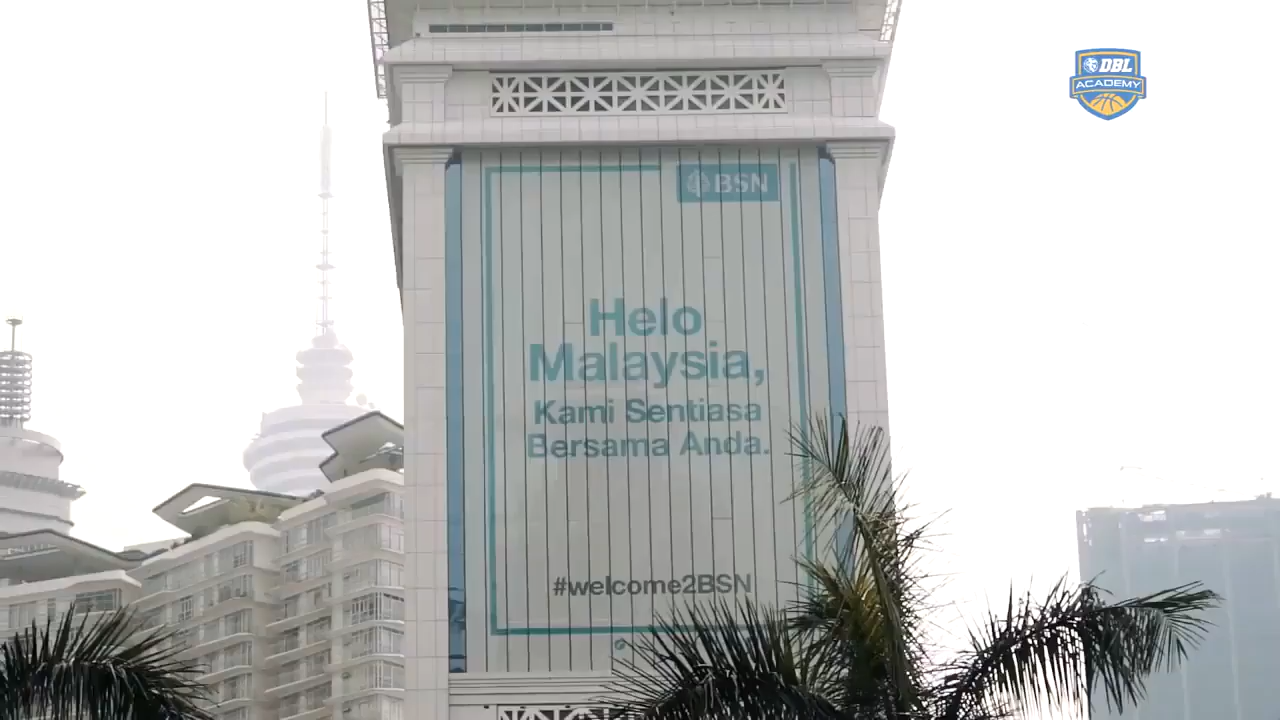 DBL
ACADEMY
BSN
Helo
Malaysia,
Kami Sentiasa
Bersama Anda.
#welcome2BSN